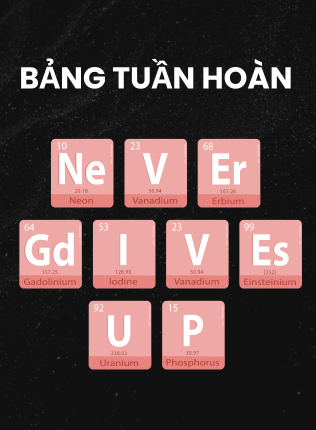 BẢNG TUẦN HOÀN
10 23 68
Ne V Er
20.18 50.94 167.26
Neon Vanadium Erbium
64 53 23 99
Gd I V Es
157.25 126.90 50.94 [252]
Gadolinium Iodine Vanadium Einsteinium
92 15
U P
238.03 30.97
Uranium Phosphorus